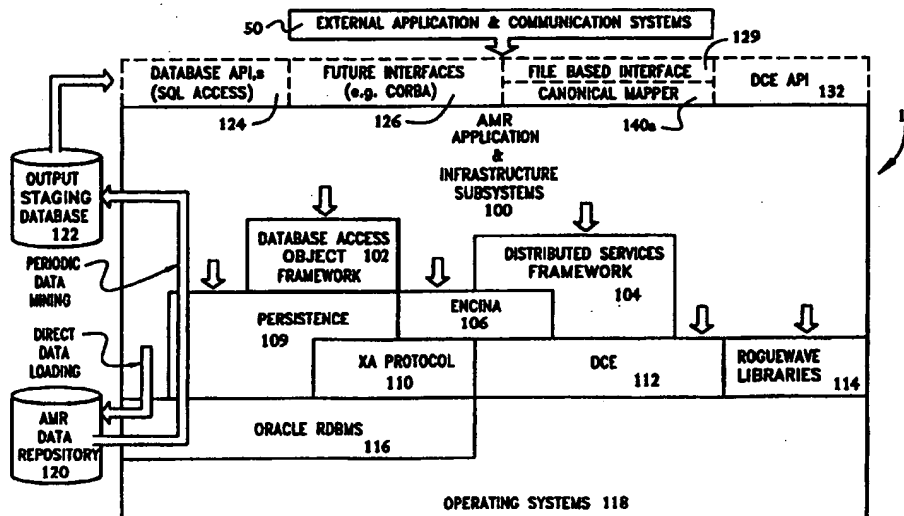 50
EXTERNAL APPLICATION & COMMUNICATION SYSTEMS
DATABASE API,s
(SQL ACCESS)
124
FUTURE INTERFACES
(e.g. CORBA)
126
FILE BASED INTERFACE
129
CANONICAL MAPPER
140a
DCE API
132
1
AMR
APPLICATION
&
INFRASTRUCTURE
SUBSYSTEMS
100
OUTPUT
STAGING
DATABASE
122
DATABASE ACCESS
OBJECT 102
FRAMEWORK
DISTRIBUTED SERVICES
FRAMEWORK
104
PERIODIC
DATA
MINING
PERSISTENCE
109
ENCINA
106
DIRECT
DATA
LOADING
XA PROTOCOL
110
DCE
112
ROGUEWAVE
LIBRARIES
114
AMR
DATA
REPOSITORY
120
ORACLE RDBMS
116
OPERATING SYSTEMS 118